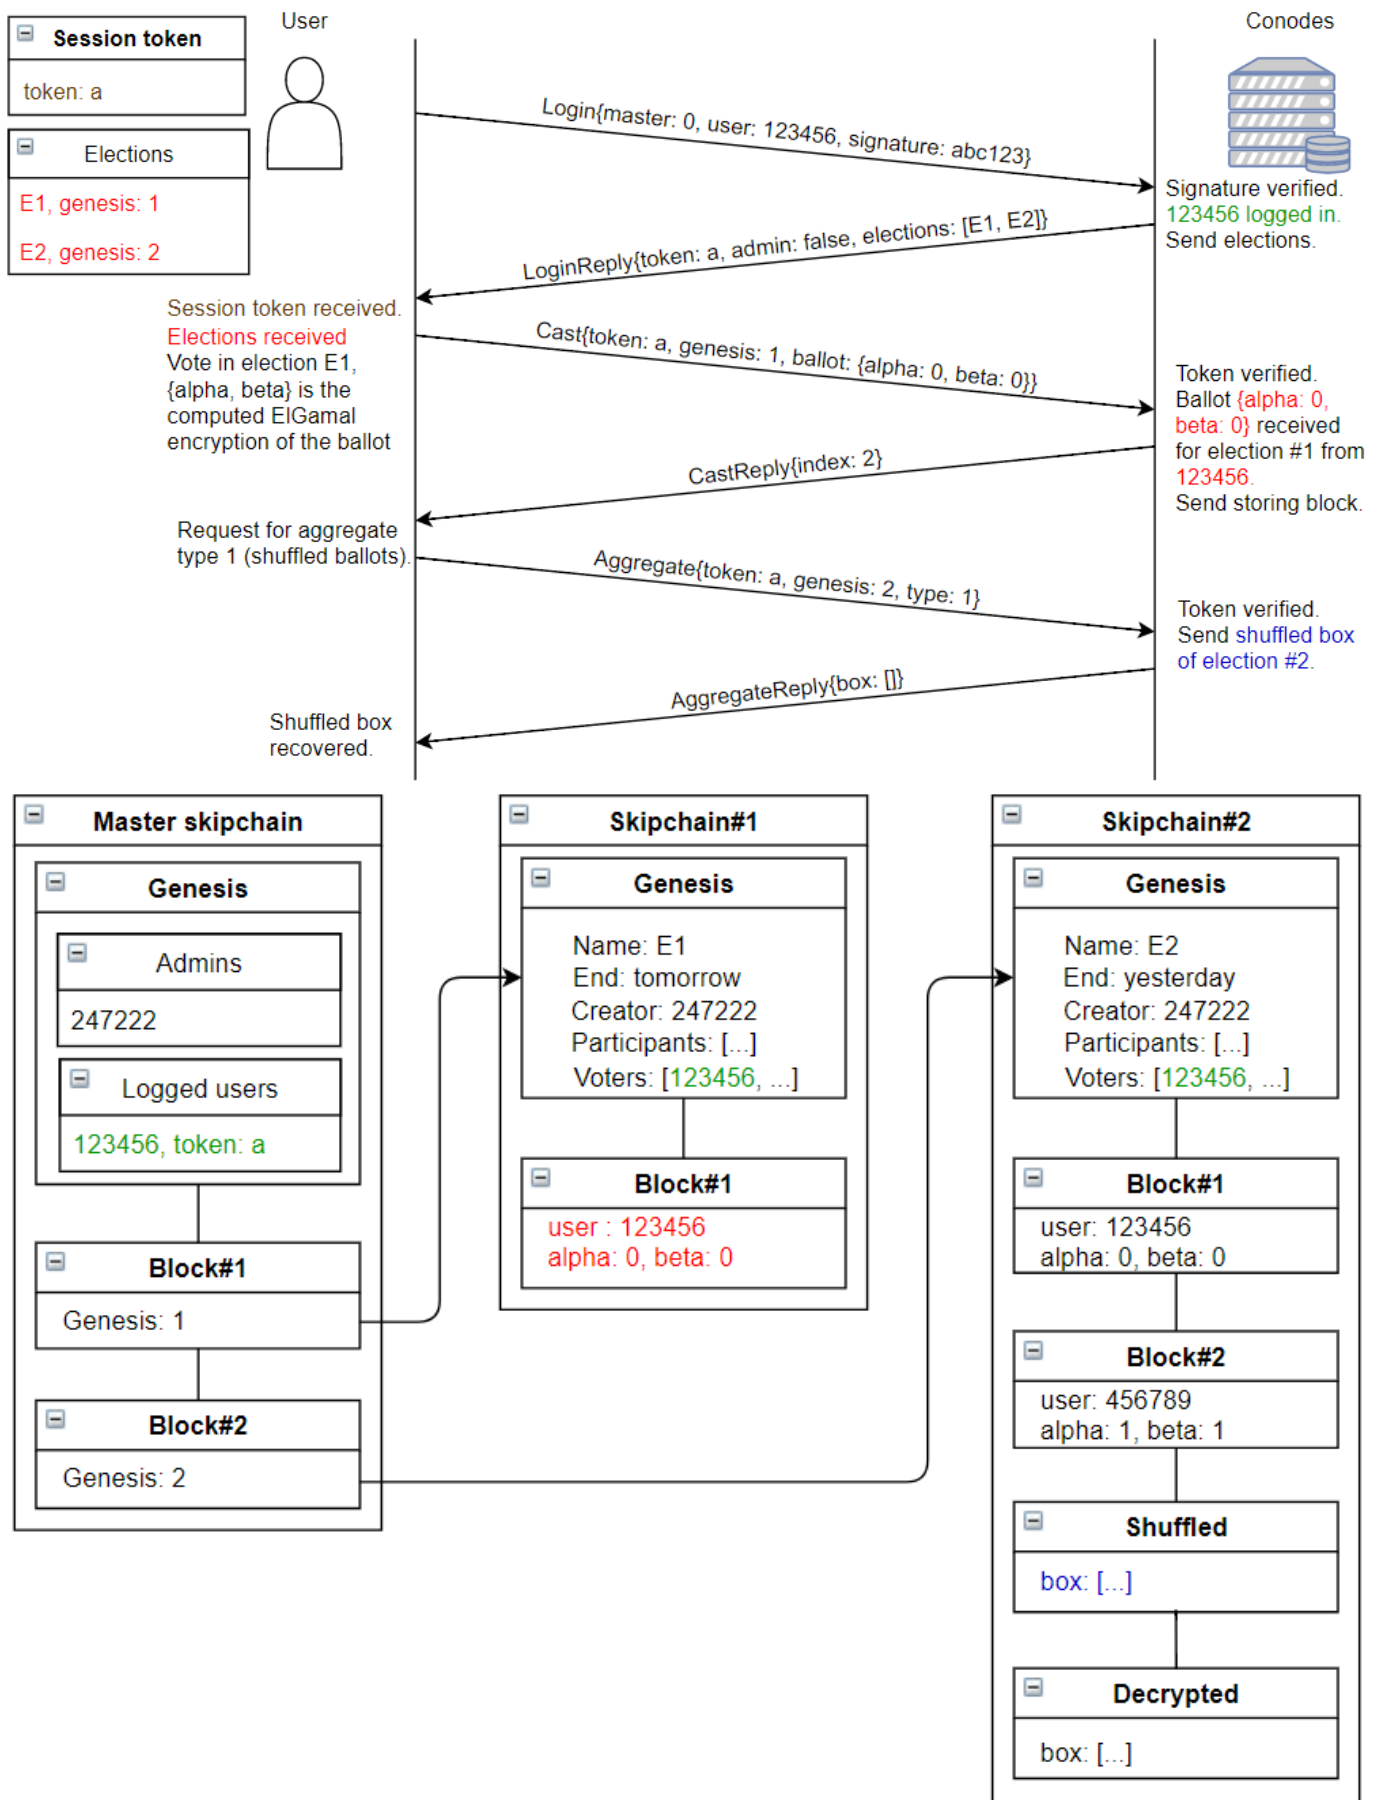 Session token
token: a
Elections
E1, genesis: 1
E2, genesis: 2
User
Conodes
Login{master: 0, user: 123456, signature: abc123}
Signature verified.
123456 logged in.
Send elections.
LoginReply{token: a, admin: false, elections: [E1, E2]}
Session token received.
Elections received
Vote in election E1,
{alpha, beta} is the
computed ElGamal
encryption of the ballot
Cast{token: a, genesis: 1, ballot: {alpha: 0, beta: 0}}
Token verified.
Ballot {alpha: 0,
beta: 0} received
for election #1 from
123456.
Send storing block.
CastReply{index: 2}
Request for aggregate
type 1 (shuffled ballots).
Aggregate{token: a, genesis: 2, type: 1}
Token verified.
Send shuffled box
of election #2.
AggregateReply{box: []}
Shuffled box
recovered.
Master skipchain
Genesis
Admins
247222
Logged users
123456, token: a
Block#1
Genesis: 1
Block#2
Genesis: 2
Skipchain#1
Genesis
Name: E1
End: tomorrow
Creator: 247222
Participants: [...]
Voters: [123456, ...]
Block#1
user : 123456
alpha: 0, beta: 0
Skipchain#2
Genesis
Name: E2
End: yesterday
Creator: 247222
Participants: [...]
Voters: [123456, ...]
Block#1
user: 123456
alpha: 0, beta: 0
Block#2
user: 456789
alpha: 1, beta: 1
Shuffled
box: [...]
Decrypted
box: [...]